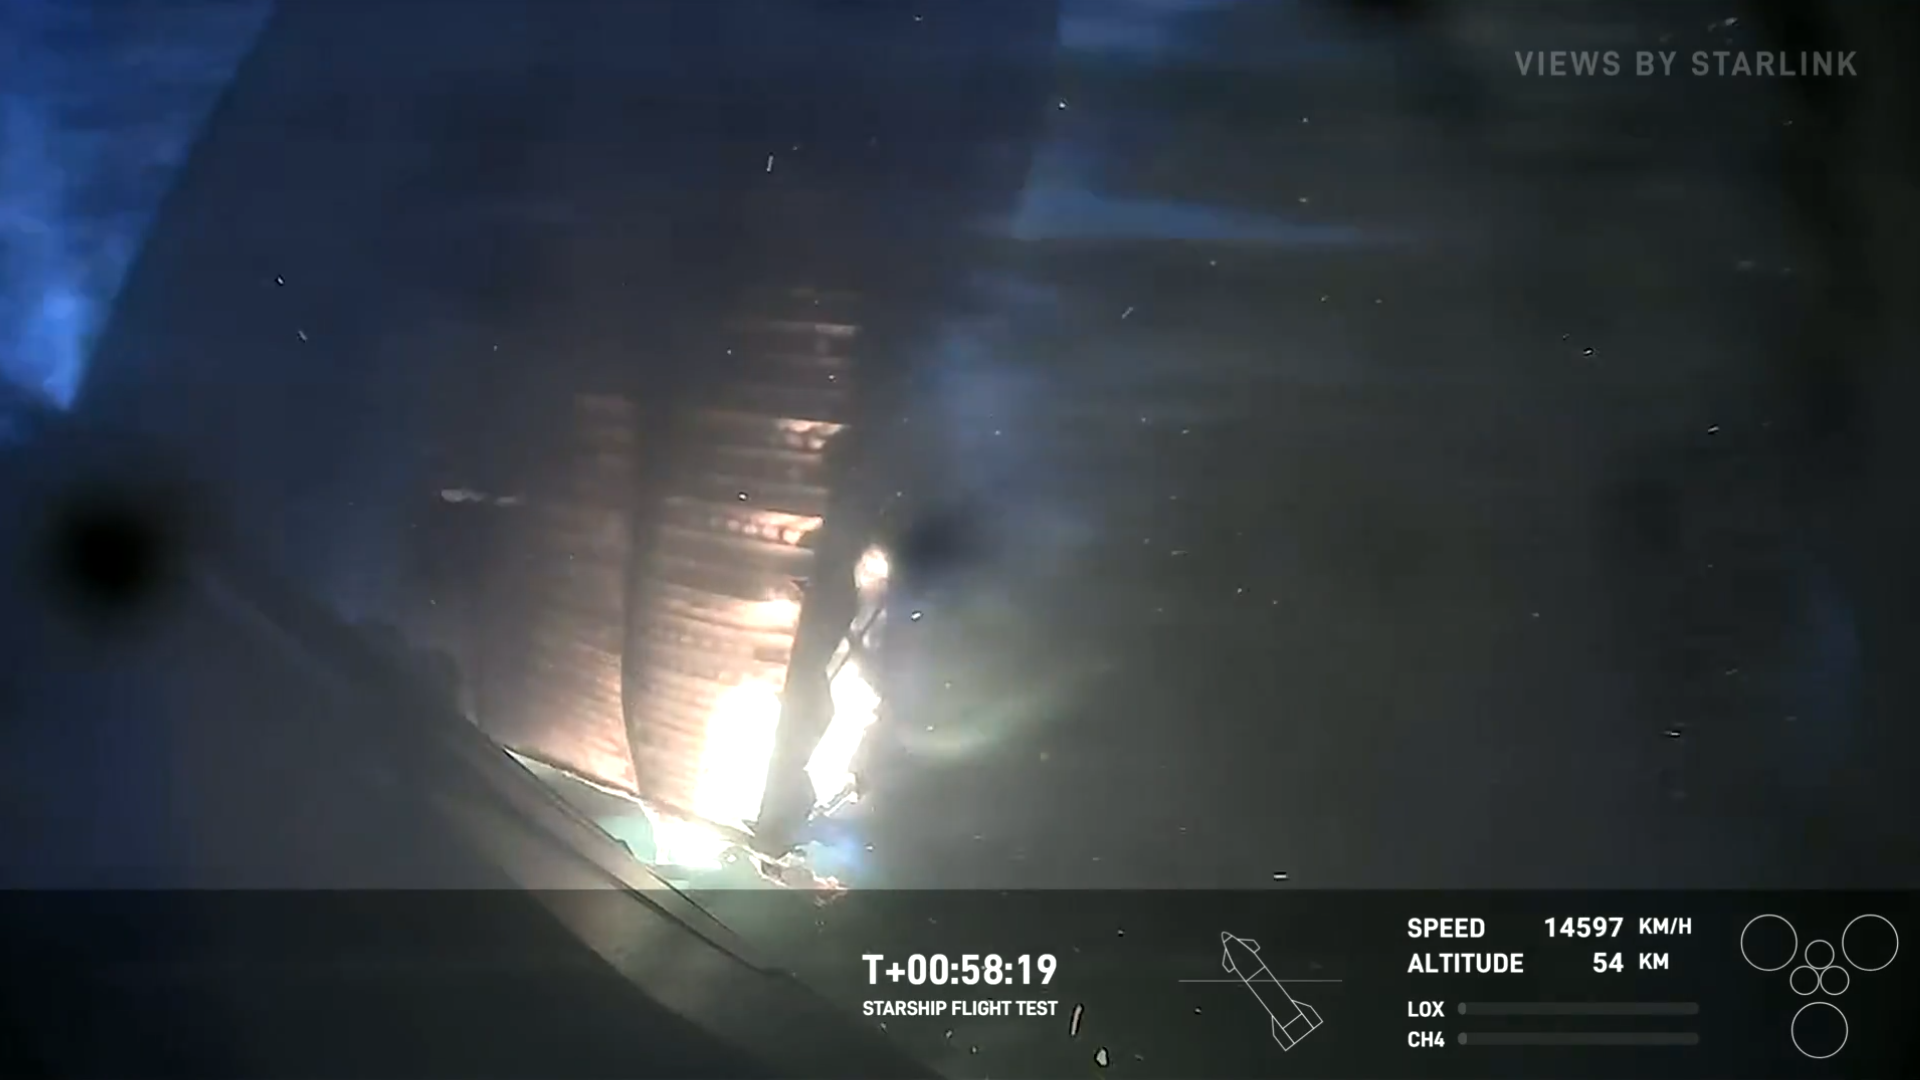 VIEWS BY STARLINK
T+00:58:19
STARSHIP FLIGHT TEST
SPEED 14597 KM/H
ALTITUDE 54 KM
LOX
CH4